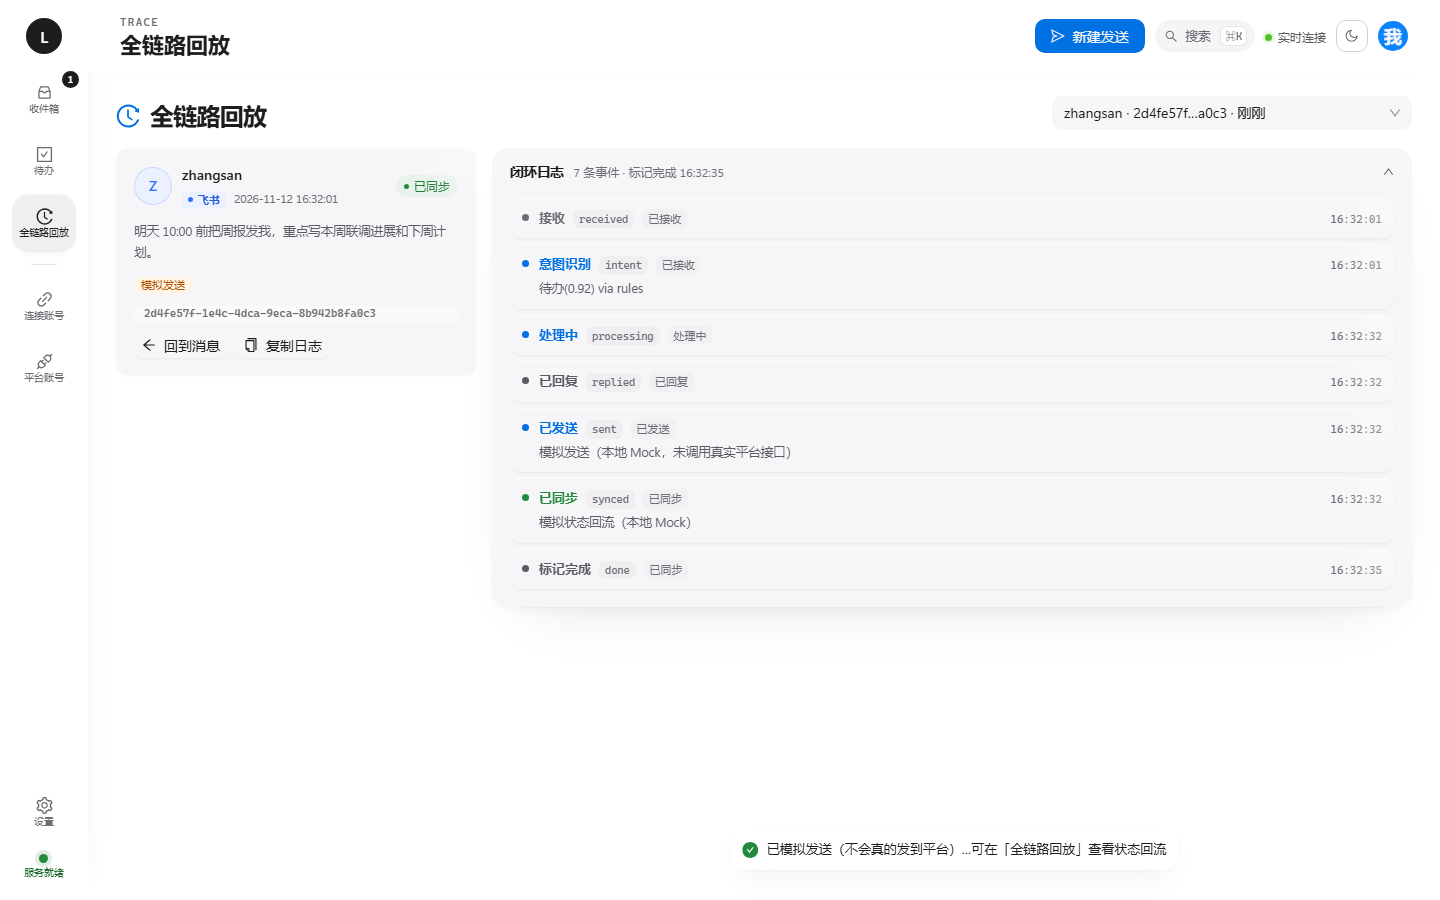 L
TRACE
全链路回放
新建发送
搜索 ⌘K
实时连接
我
1
收件箱
待办
全链路回放
连接账号
平台账号
设置
服务就绪
全链路回放
zhangsan · 2d4fe57f…a0c3 · 刚刚
Z
zhangsan
飞书 2026-11-12 16:32:01
已同步
明天 10:00 前把周报发我，重点写本周联调进展和下周计
划。
模拟发送
2d4fe57f-1e4c-4dca-9eca-8b942b8fa0c3
回到消息 复制日志
闭环日志 7 条事件 · 标记完成 16:32:35
接收 received 已接收 16:32:01
意图识别 intent 已接收 16:32:01
待办(0.92) via rules
处理中 processing 处理中 16:32:32
已回复 replied 已回复 16:32:32
已发送 sent 已发送 16:32:32
模拟发送（本地 Mock，未调用真实平台接口）
已同步 synced 已同步 16:32:32
模拟状态回流（本地 Mock）
标记完成 done 已同步 16:32:35
已模拟发送（不会真的发到平台）…可在「全链路回放」查看状态回流